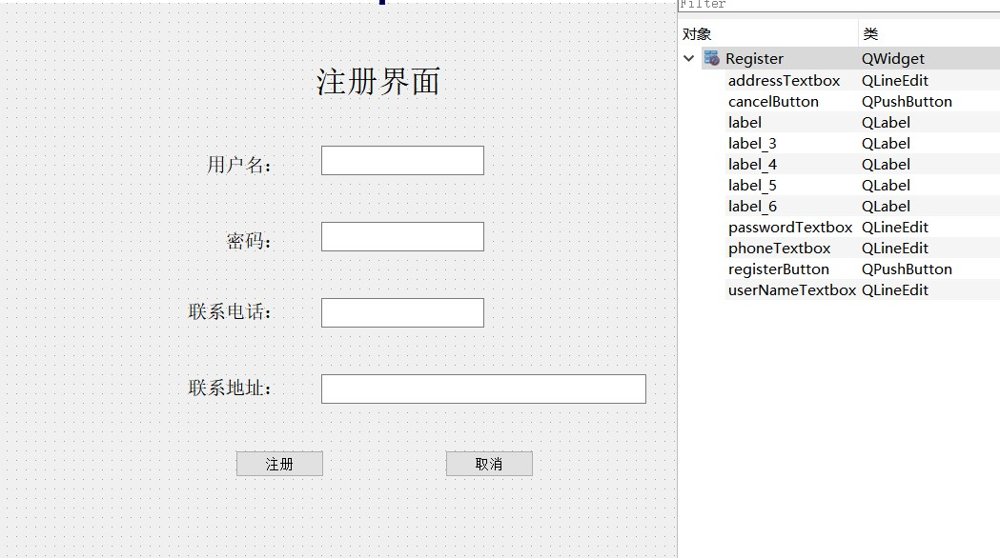 Filter
对象 类
Register QWidget
addressTextbox QLineEdit
cancelButton QPushButton
label QLabel
label_3 QLabel
label_4 QLabel
label_5 QLabel
label_6 QLabel
passwordTextbox QLineEdit
phoneTextbox QLineEdit
registerButton QPushButton
userNameTextbox QLineEdit
注册界面
用户名：
密码：
联系电话：
联系地址：
注册 取消